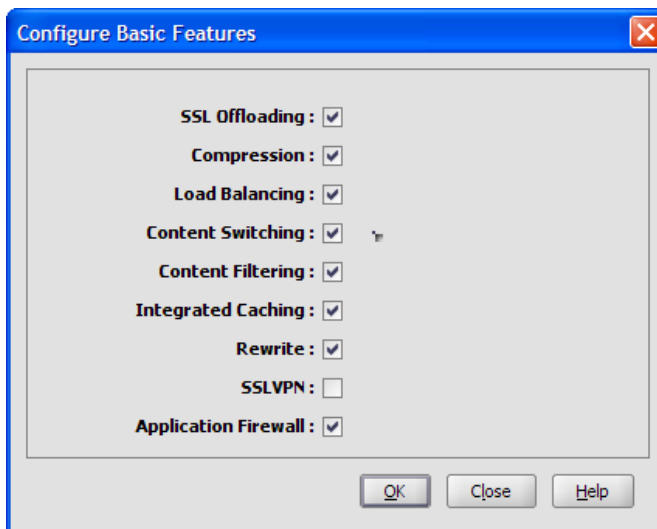 Configure Basic Features
SSL Offloading :
Compression :
Load Balancing :
Content Switching :
Content Filtering :
Integrated Caching :
Rewrite :
SSLVPN :
Application Firewall :
OK Close Help